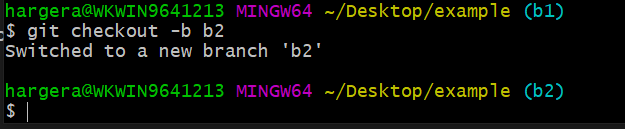 hargera@WKWIN9641213 MINGW64 ~/Desktop/example (b1)
$ git checkout -b b2
Switched to a new branch 'b2'
hargera@WKWIN9641213 MINGW64 ~/Desktop/example (b2)
$